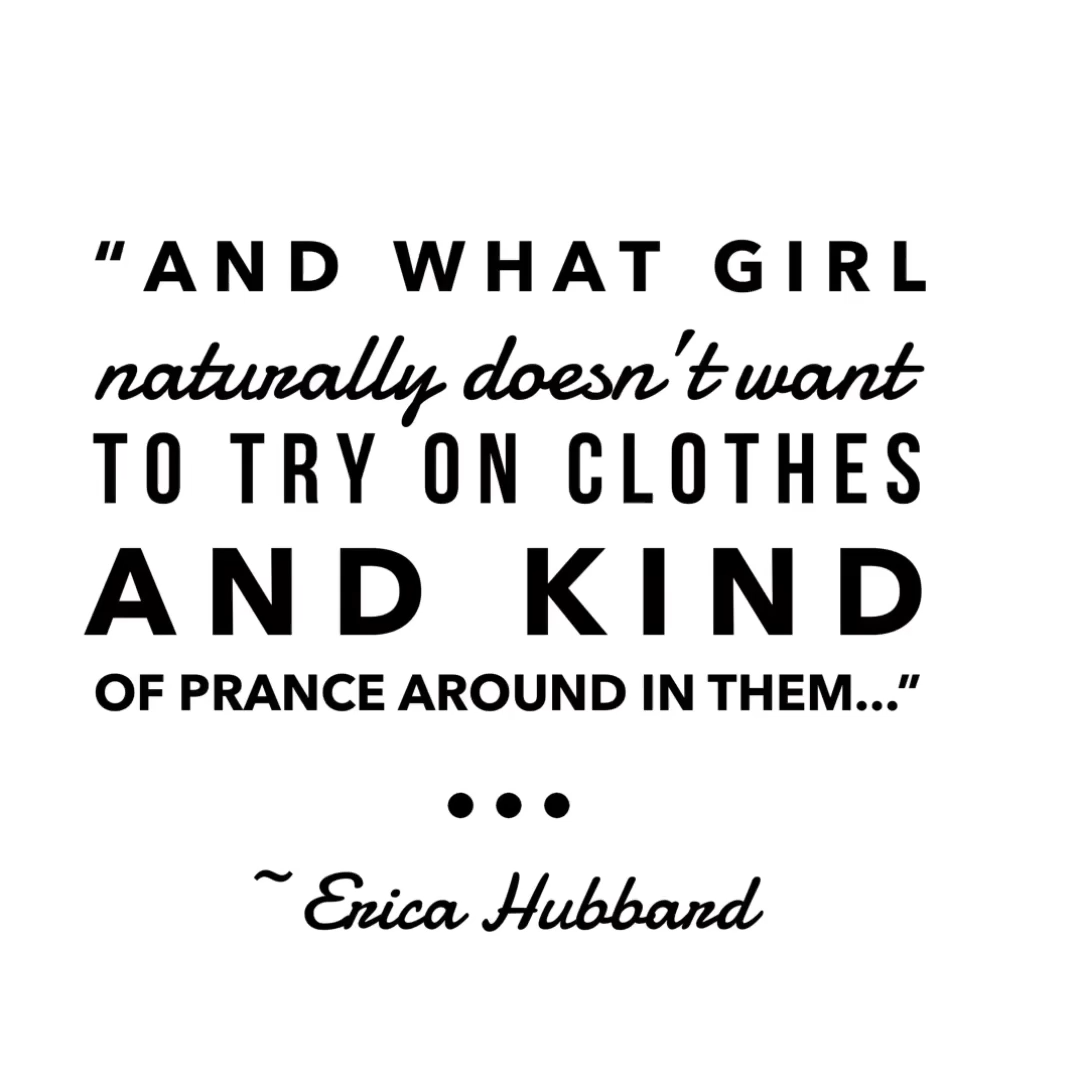 “AND WHAT GIRL
naturally doesn't want
TO TRY ON CLOTHES
AND KIND
OF PRANCE AROUND IN THEM...”
•••
~ Erica Hubbard